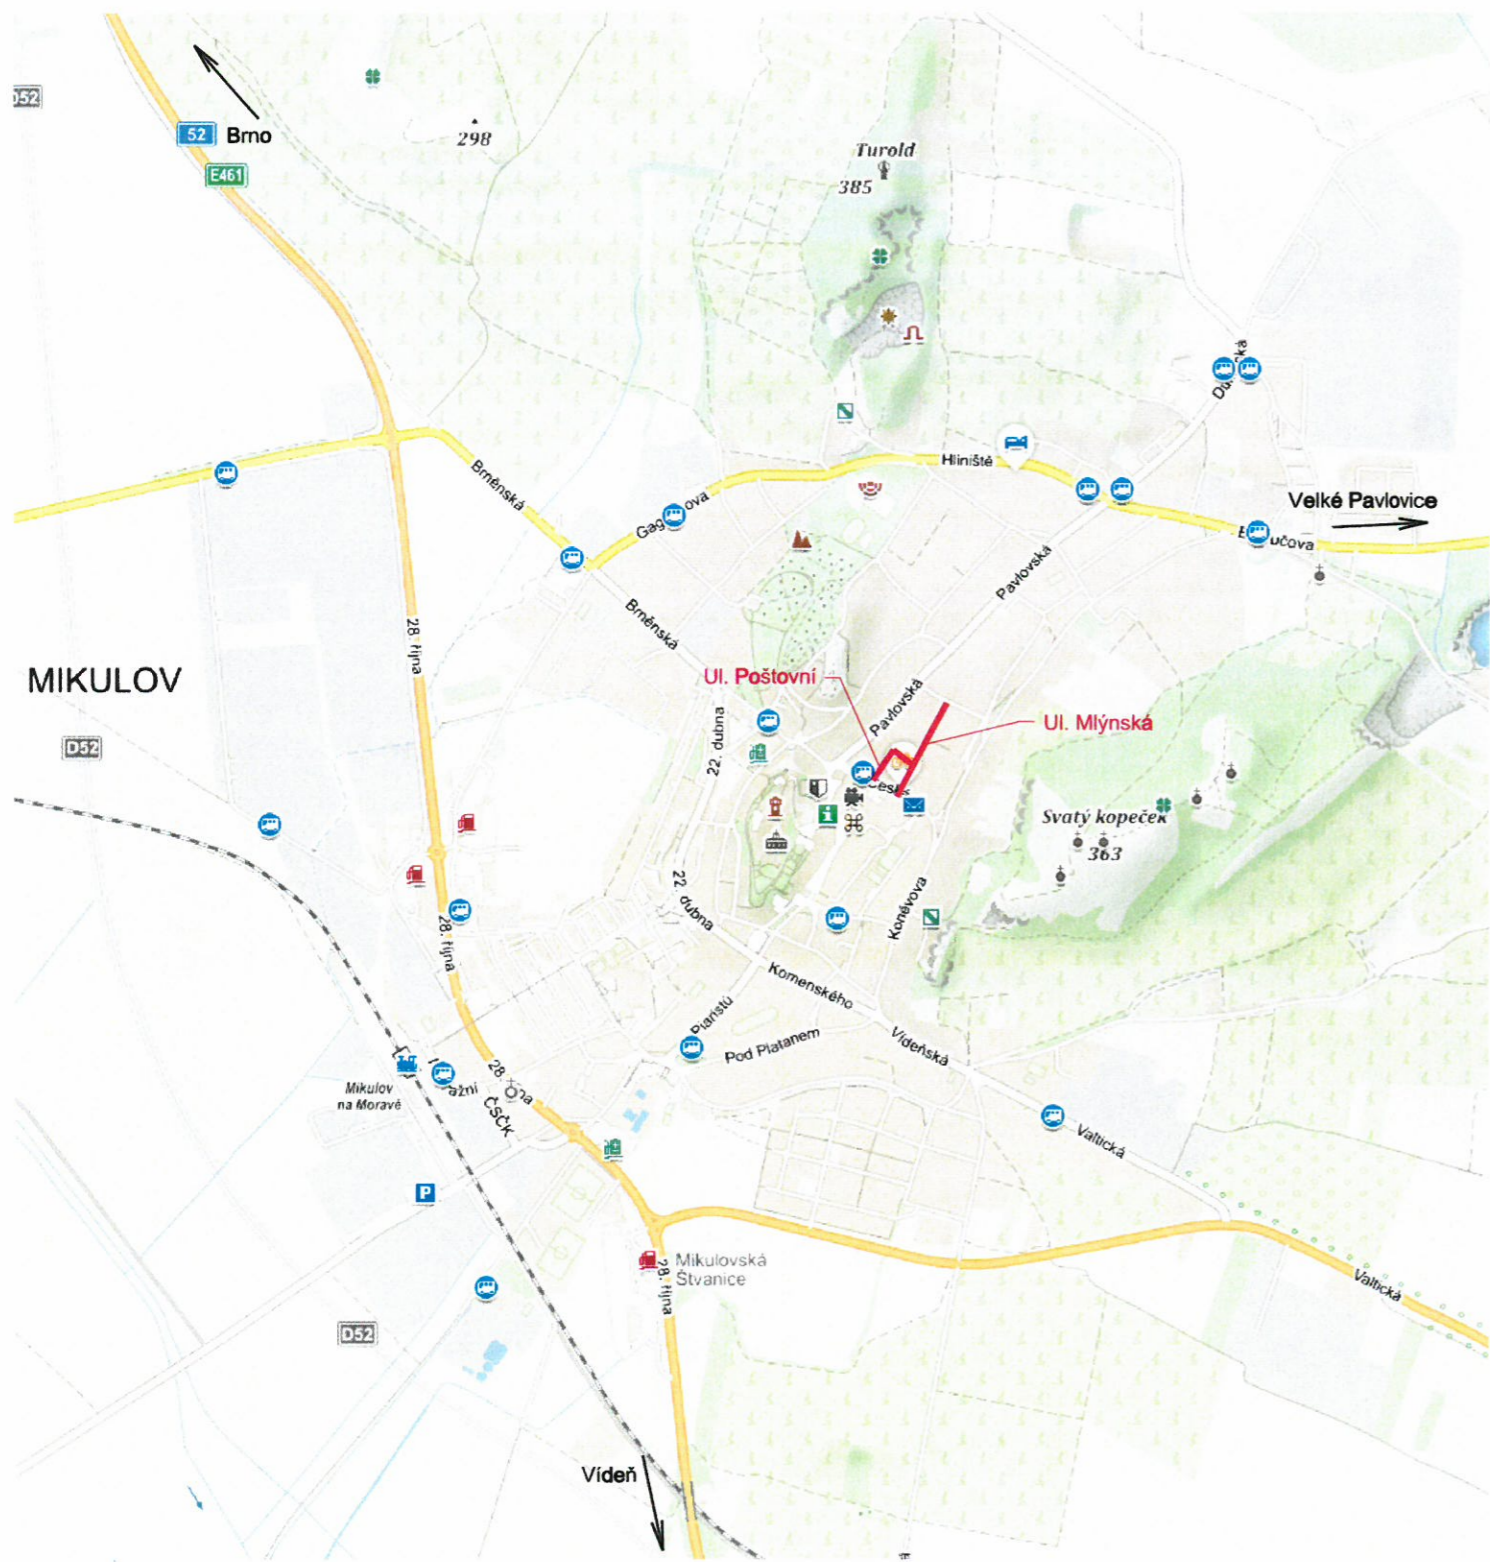 D52
52
Brno
E461
298
Turold
385
Hliniště
Velké Pavlovice
Brněnská
Pavlovská
Brněnská
28. října
MIKULOV
Ul. Poštovní
Pavlovská
Ul. Mlýnská
D52
22. dubna
i
Svatý kopeček
363
22. dubna
Koněvova
28. října
Komenského
Piaristů
Pod Platanem
Vídeňská
Mikulov
na Moravě
ČSČK
Valtická
P
Mikulovská
Štvanice
28. října
Valtická
D52
Vídeň